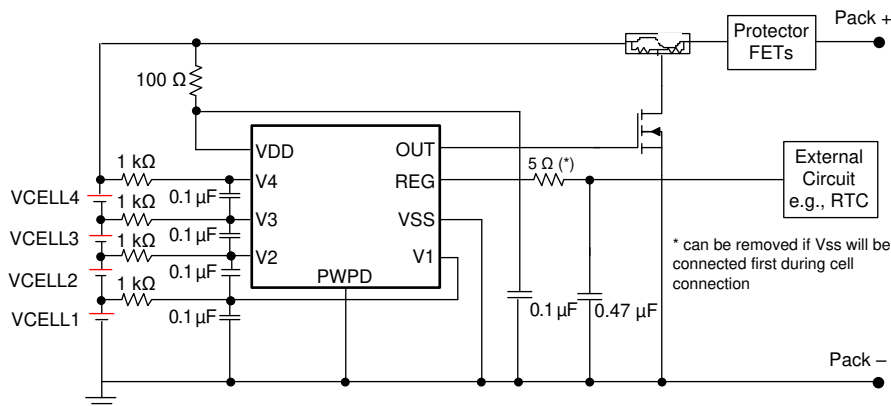 Pack +
Protector
FETs
100 Ω
VDD
OUT
1 kΩ
5 Ω (*)
V4
REG
External
Circuit
e.g., RTC
VCELL4
0.1 µF
1 kΩ
V3
VSS
VCELL3
0.1 µF
1 kΩ
V2
V1
* can be removed if Vss will be
connected first during cell
connection
VCELL2
0.1 µF
1 kΩ
PWPD
VCELL1
0.1 µF
0.1 µF
0.47 µF
Pack –